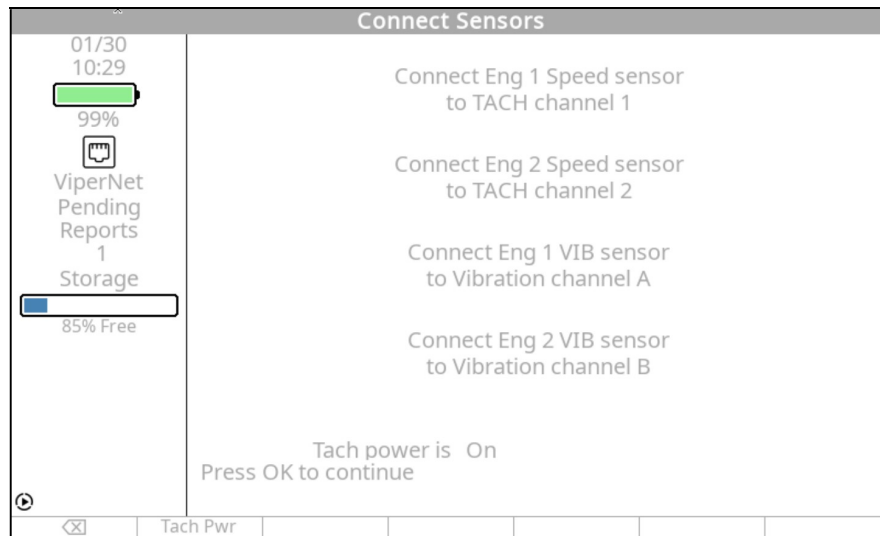 Connect Sensors
01/30
10:29
99%
ViperNet
Pending
Reports
1
Storage
85% Free
Connect Eng 1 Speed sensor
to TACH channel 1
Connect Eng 2 Speed sensor
to TACH channel 2
Connect Eng 1 VIB sensor
to Vibration channel A
Connect Eng 2 VIB sensor
to Vibration channel B
Tach power is On
Press OK to continue
Tach Pwr